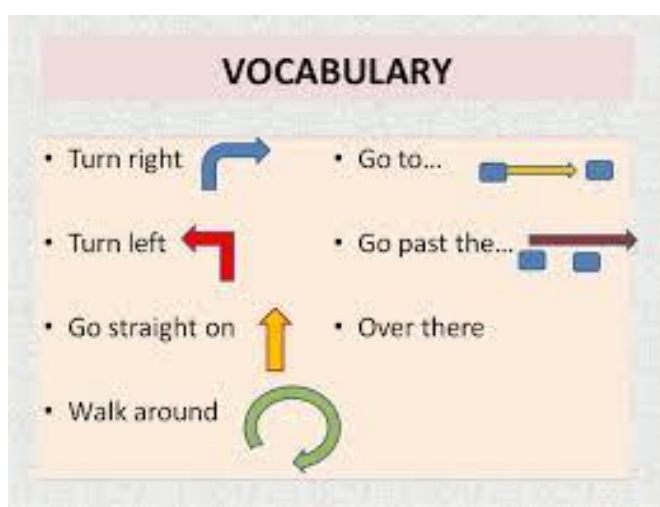 VOCABULARY
• Turn right
• Turn left
• Go straight on
• Walk around
• Go to...
• Go past the...
• Over there